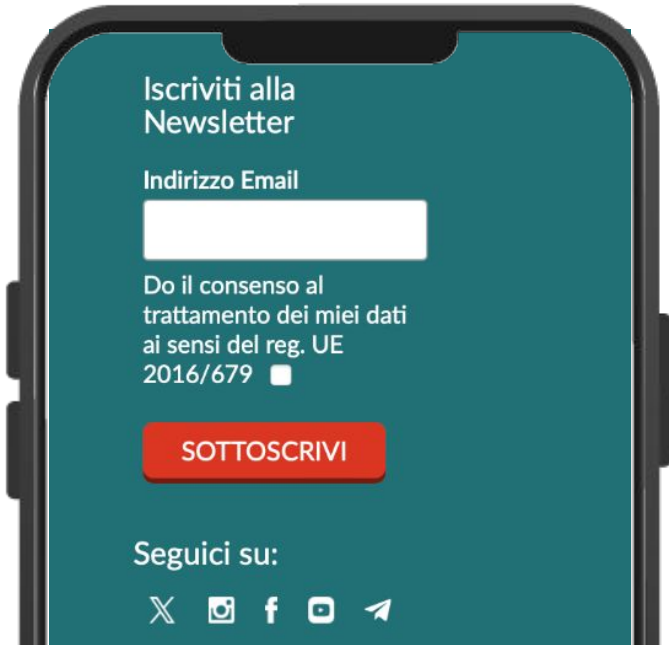 Iscriviti alla
Newsletter
Indirizzo Email
Do il consenso al
trattamento dei miei dati
ai sensi del reg. UE
2016/679
SOTTOSCRIVI
Seguici su: